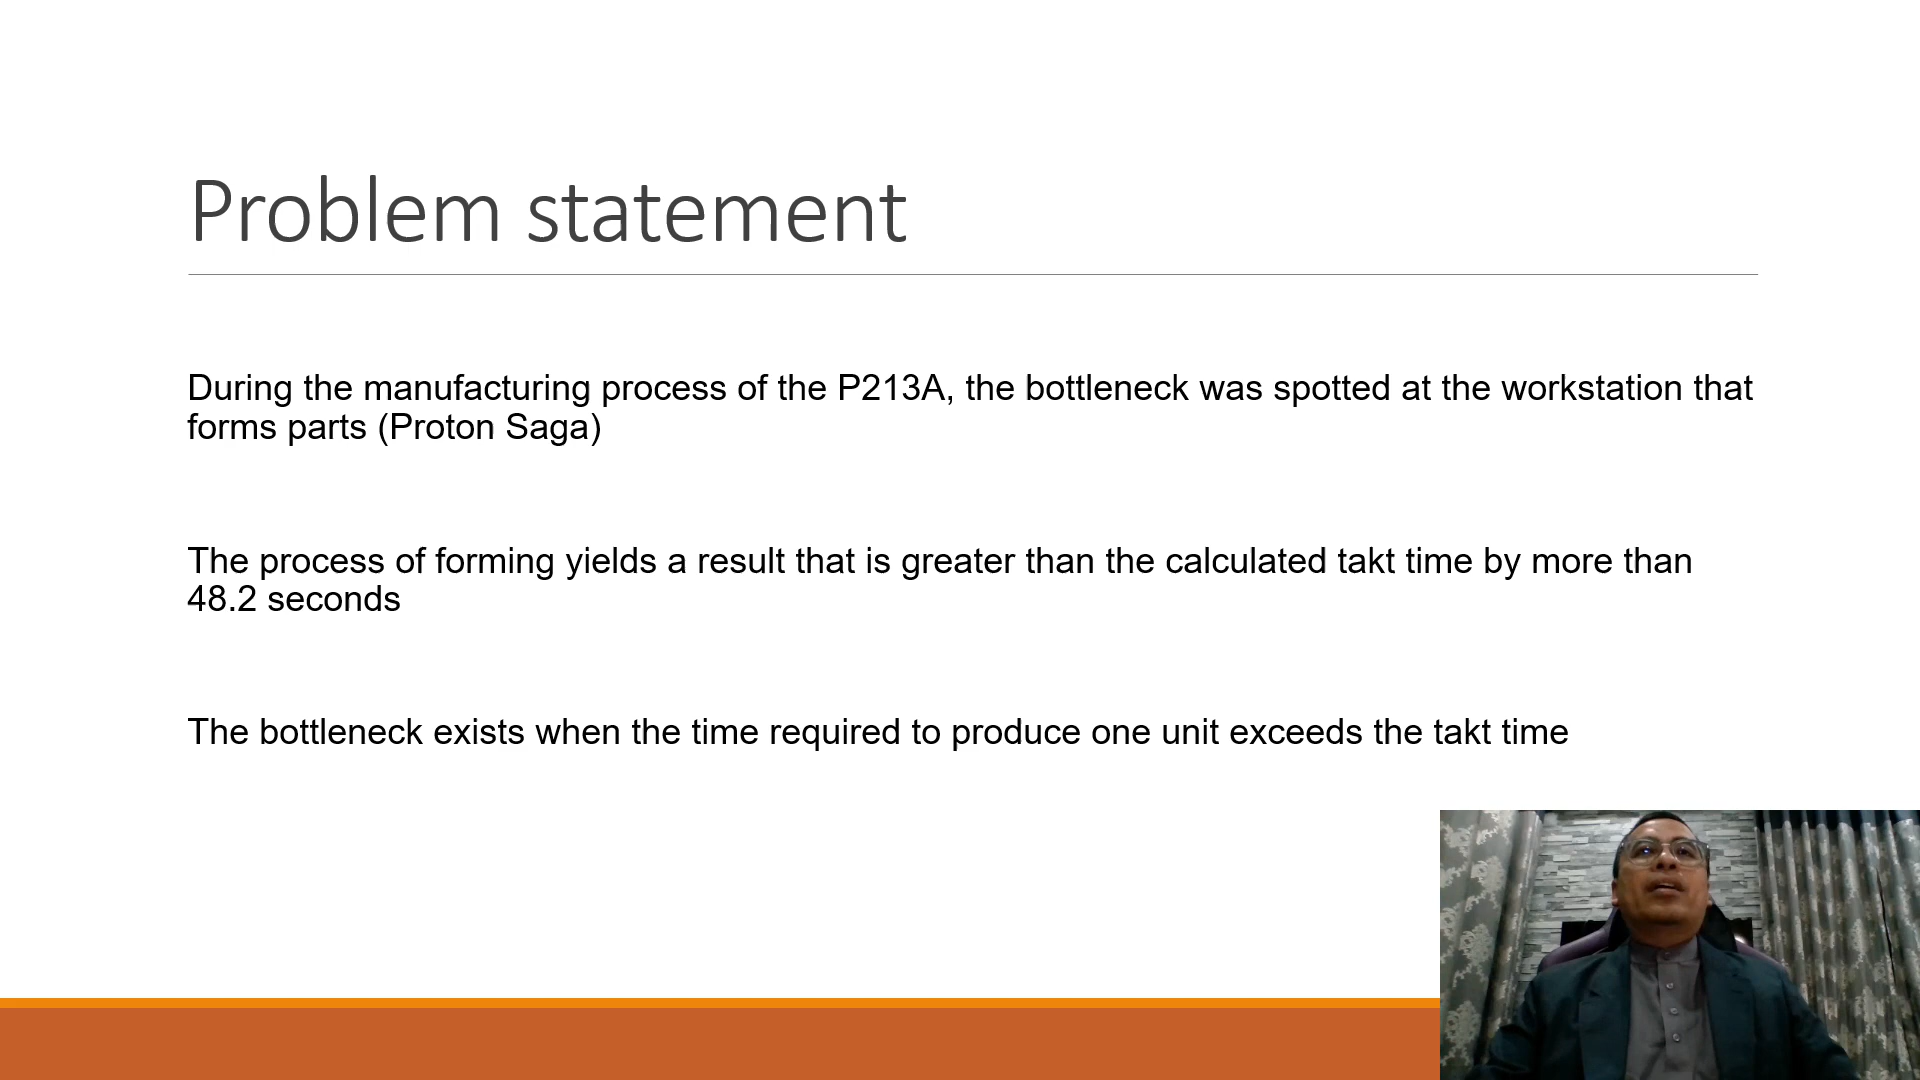 Problem statement
During the manufacturing process of the P213A, the bottleneck was spotted at the workstation that
forms parts (Proton Saga)
The process of forming yields a result that is greater than the calculated takt time by more than
48.2 seconds
The bottleneck exists when the time required to produce one unit exceeds the takt time